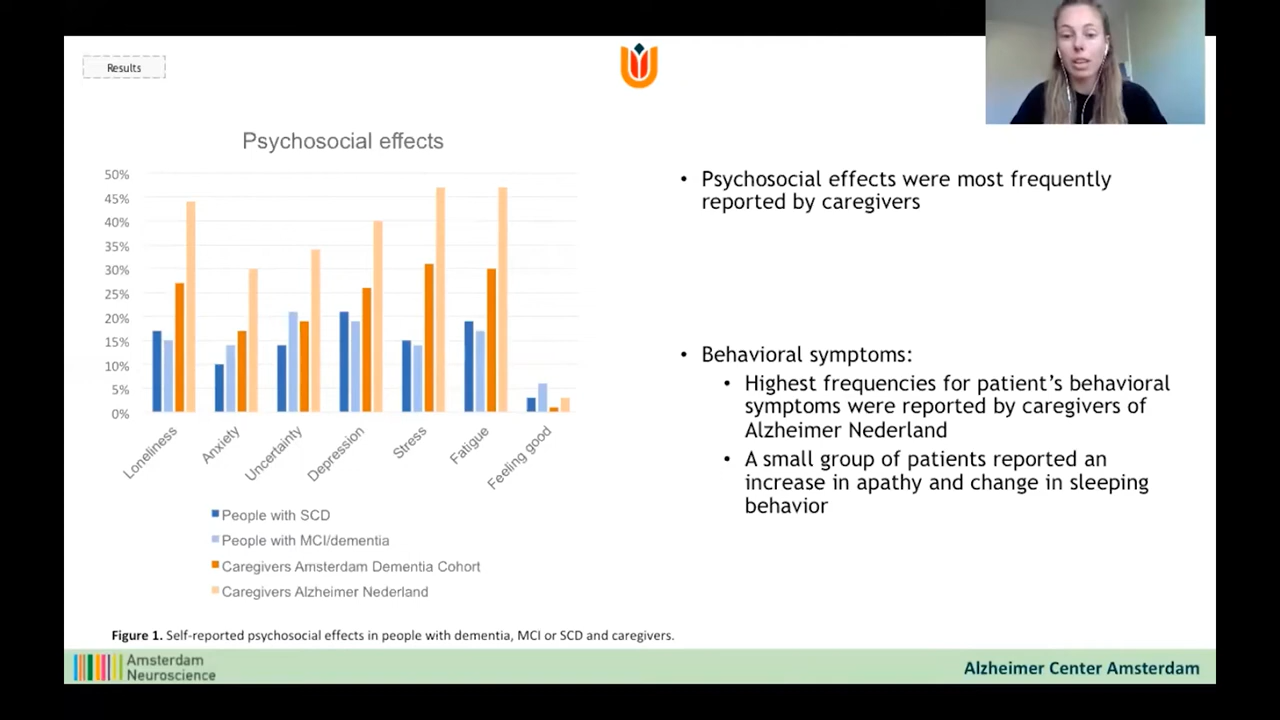 Results
Psychosocial effects
50%
45%
40%
35%
30%
25%
20%
15%
10%
5%
0%
Loneliness
Anxiety
Uncertainty
Depression
Stress
Fatigue
Feeling good
People with SCD
People with MCI/dementia
Caregivers Amsterdam Dementia Cohort
Caregivers Alzheimer Nederland
Figure 1. Self-reported psychosocial effects in people with dementia, MCI or SCD and caregivers.
• Psychosocial effects were most frequently
reported by caregivers
• Behavioral symptoms:
• Highest frequencies for patient’s behavioral
symptoms were reported by caregivers of
Alzheimer Nederland
• A small group of patients reported an
increase in apathy and change in sleeping
behavior
Amsterdam
Neuroscience
Alzheimer Center Amsterdam